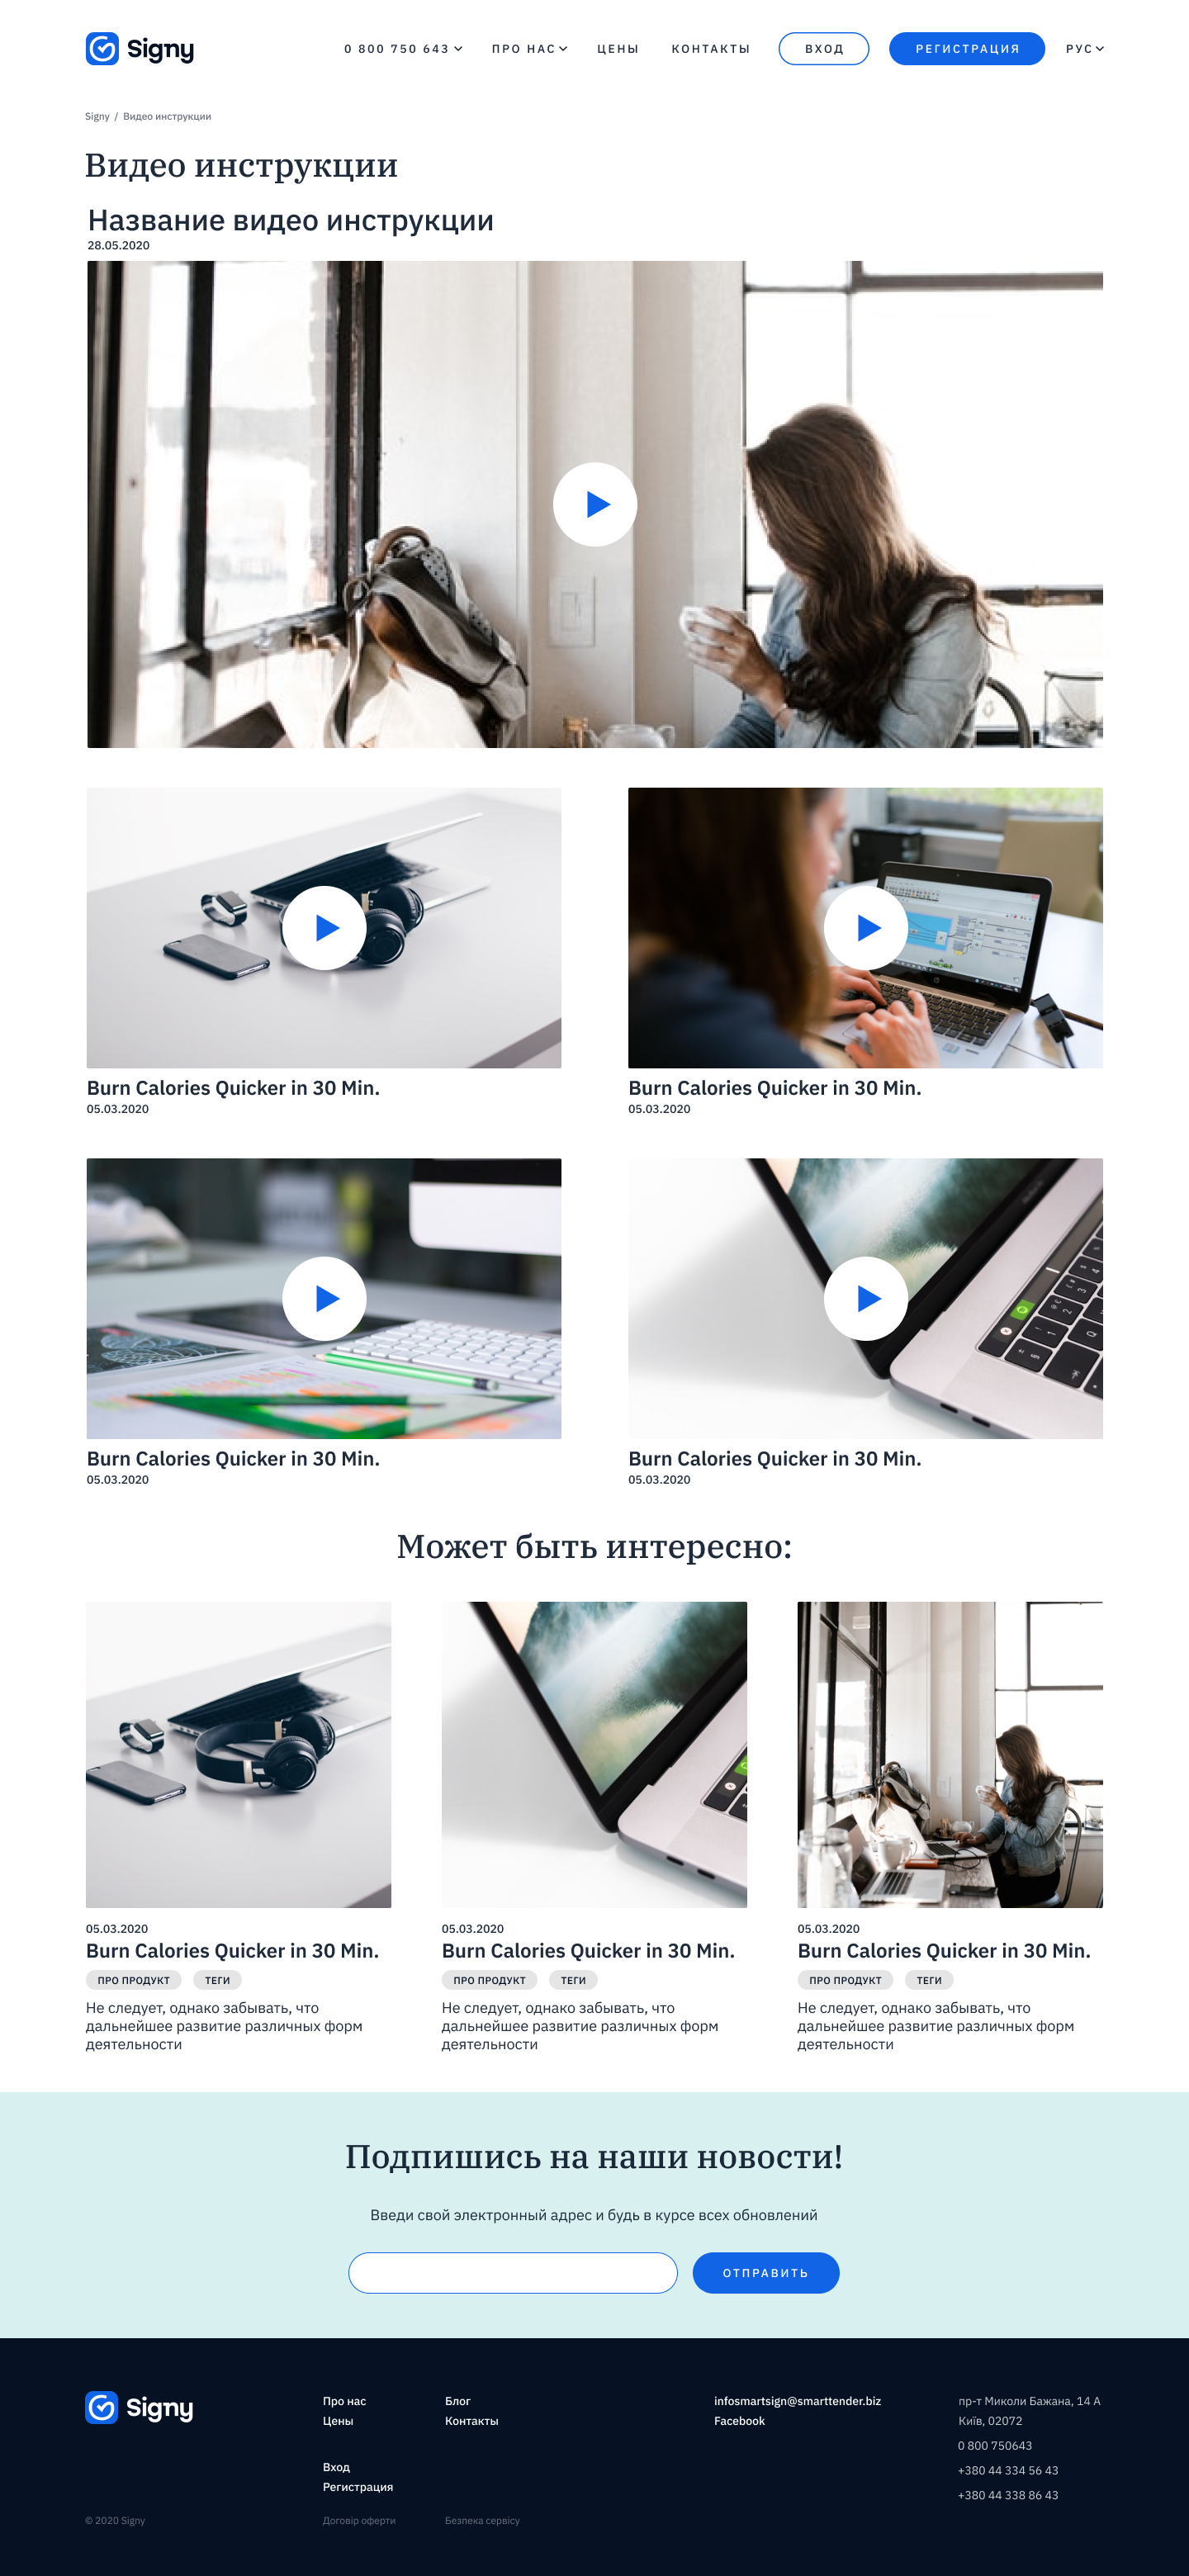 Signy
0 800 750 643
ПРО НАС
ЦЕНЫ
КОНТАКТЫ
ВХОД
РЕГИСТРАЦИЯ
РУС
Signy / Видео инструкции
Видео инструкции
Название видео инструкции
28.05.2020
Burn Calories Quicker in 30 Min.
05.03.2020
Burn Calories Quicker in 30 Min.
05.03.2020
Burn Calories Quicker in 30 Min.
05.03.2020
Burn Calories Quicker in 30 Min.
05.03.2020
Может быть интересно:
05.03.2020
Burn Calories Quicker in 30 Min.
ПРО ПРОДУКТ
ТЕГИ
Не следует, однако забывать, что
дальнейшее развитие различных форм
деятельности
05.03.2020
Burn Calories Quicker in 30 Min.
ПРО ПРОДУКТ
ТЕГИ
Не следует, однако забывать, что
дальнейшее развитие различных форм
деятельности
05.03.2020
Burn Calories Quicker in 30 Min.
ПРО ПРОДУКТ
ТЕГИ
Не следует, однако забывать, что
дальнейшее развитие различных форм
деятельности
Подпишись на наши новости!
Введи свой электронный адрес и будь в курсе всех обновлений
ОТПРАВИТЬ
Signy
Про нас
Цены
Вход
Регистрация
Блог
Контакты
infosmartsign@smarttender.biz
Facebook
пр-т Миколи Бажана, 14 А
Київ, 02072
0 800 750643
+380 44 334 56 43
+380 44 338 86 43
© 2020 Signy
Договір оферти
Безпека сервісу